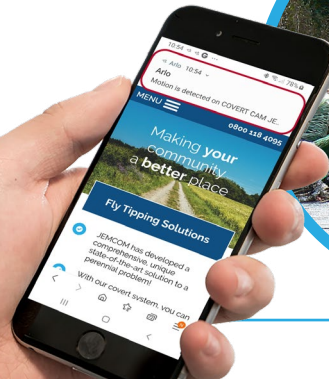 10:54
78%
Arlo 10:54
Arlo
Motion is detected on COVERT CAM JE..
MENU
0800 118 4095
Making your
community
a better place
Fly Tipping Solutions
JEMCOM has developed a
comprehensive, unique
state-of-the-art solution to a
perennial problem!
With our covert system, you can